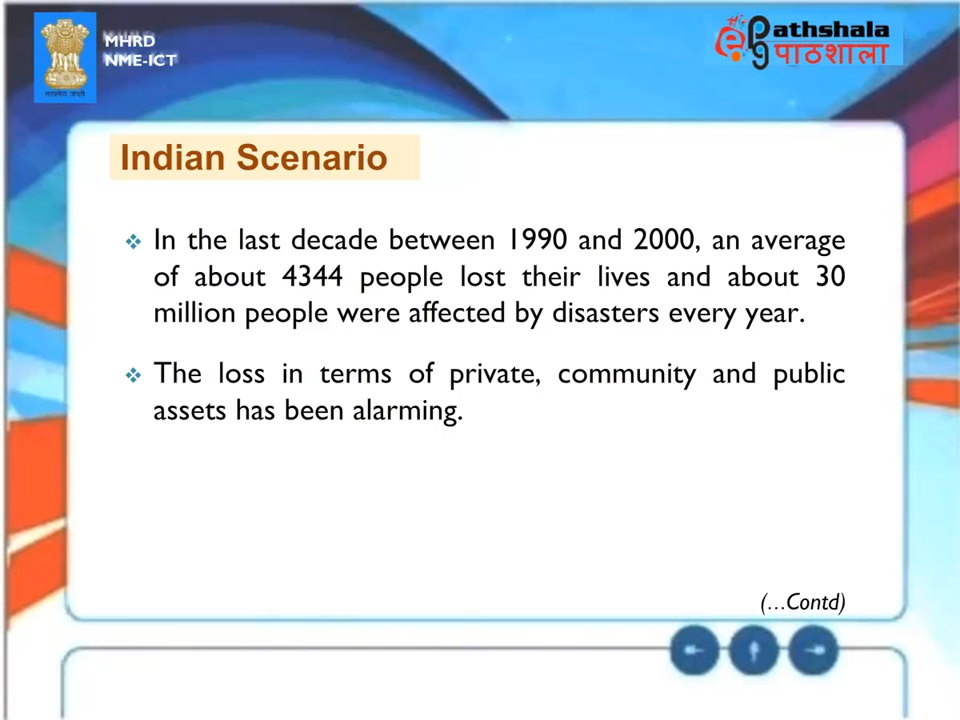 MHRD
NME-ICT
ePG Pathshala
पाठशाला
Indian Scenario
In the last decade between 1990 and 2000, an average
of about 4344 people lost their lives and about 30
million people were affected by disasters every year.
The loss in terms of private, community and public
assets has been alarming.
(...Contd)